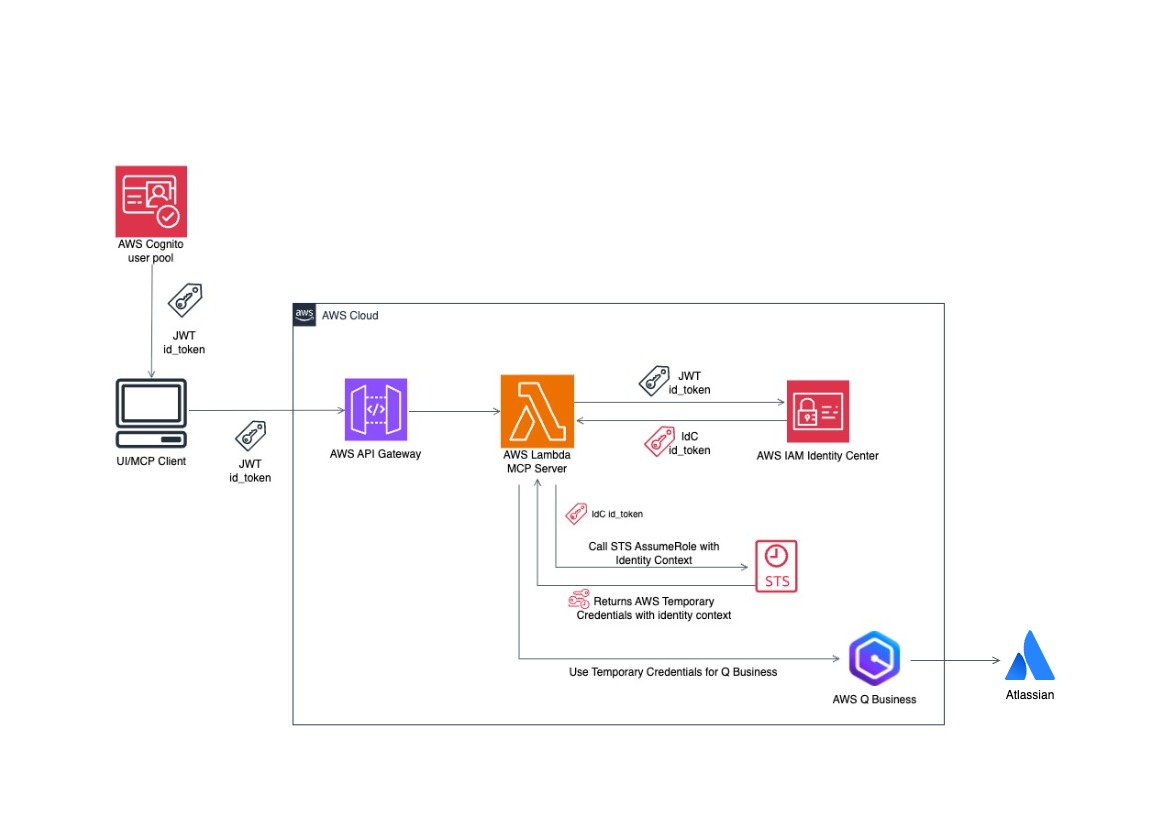 AWS Cognito
user pool
JWT
id_token
aws
AWS Cloud
UI/MCP Client
JWT
id_token
AWS API Gateway
AWS Lambda
MCP Server
JWT
id_token
IdC
id_token
AWS IAM Identity Center
IdC id_token
Call STS AssumeRole with
Identity Context
STS
Returns AWS Temporary
Credentials with identity context
Use Temporary Credentials for Q Business
AWS Q Business
Atlassian